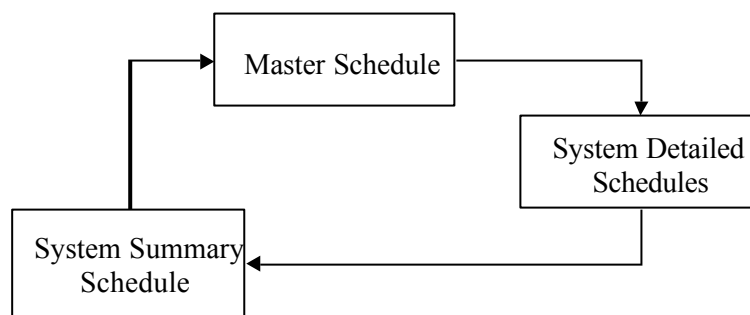 Master Schedule
System Detailed
Schedules
System Summary
Schedule